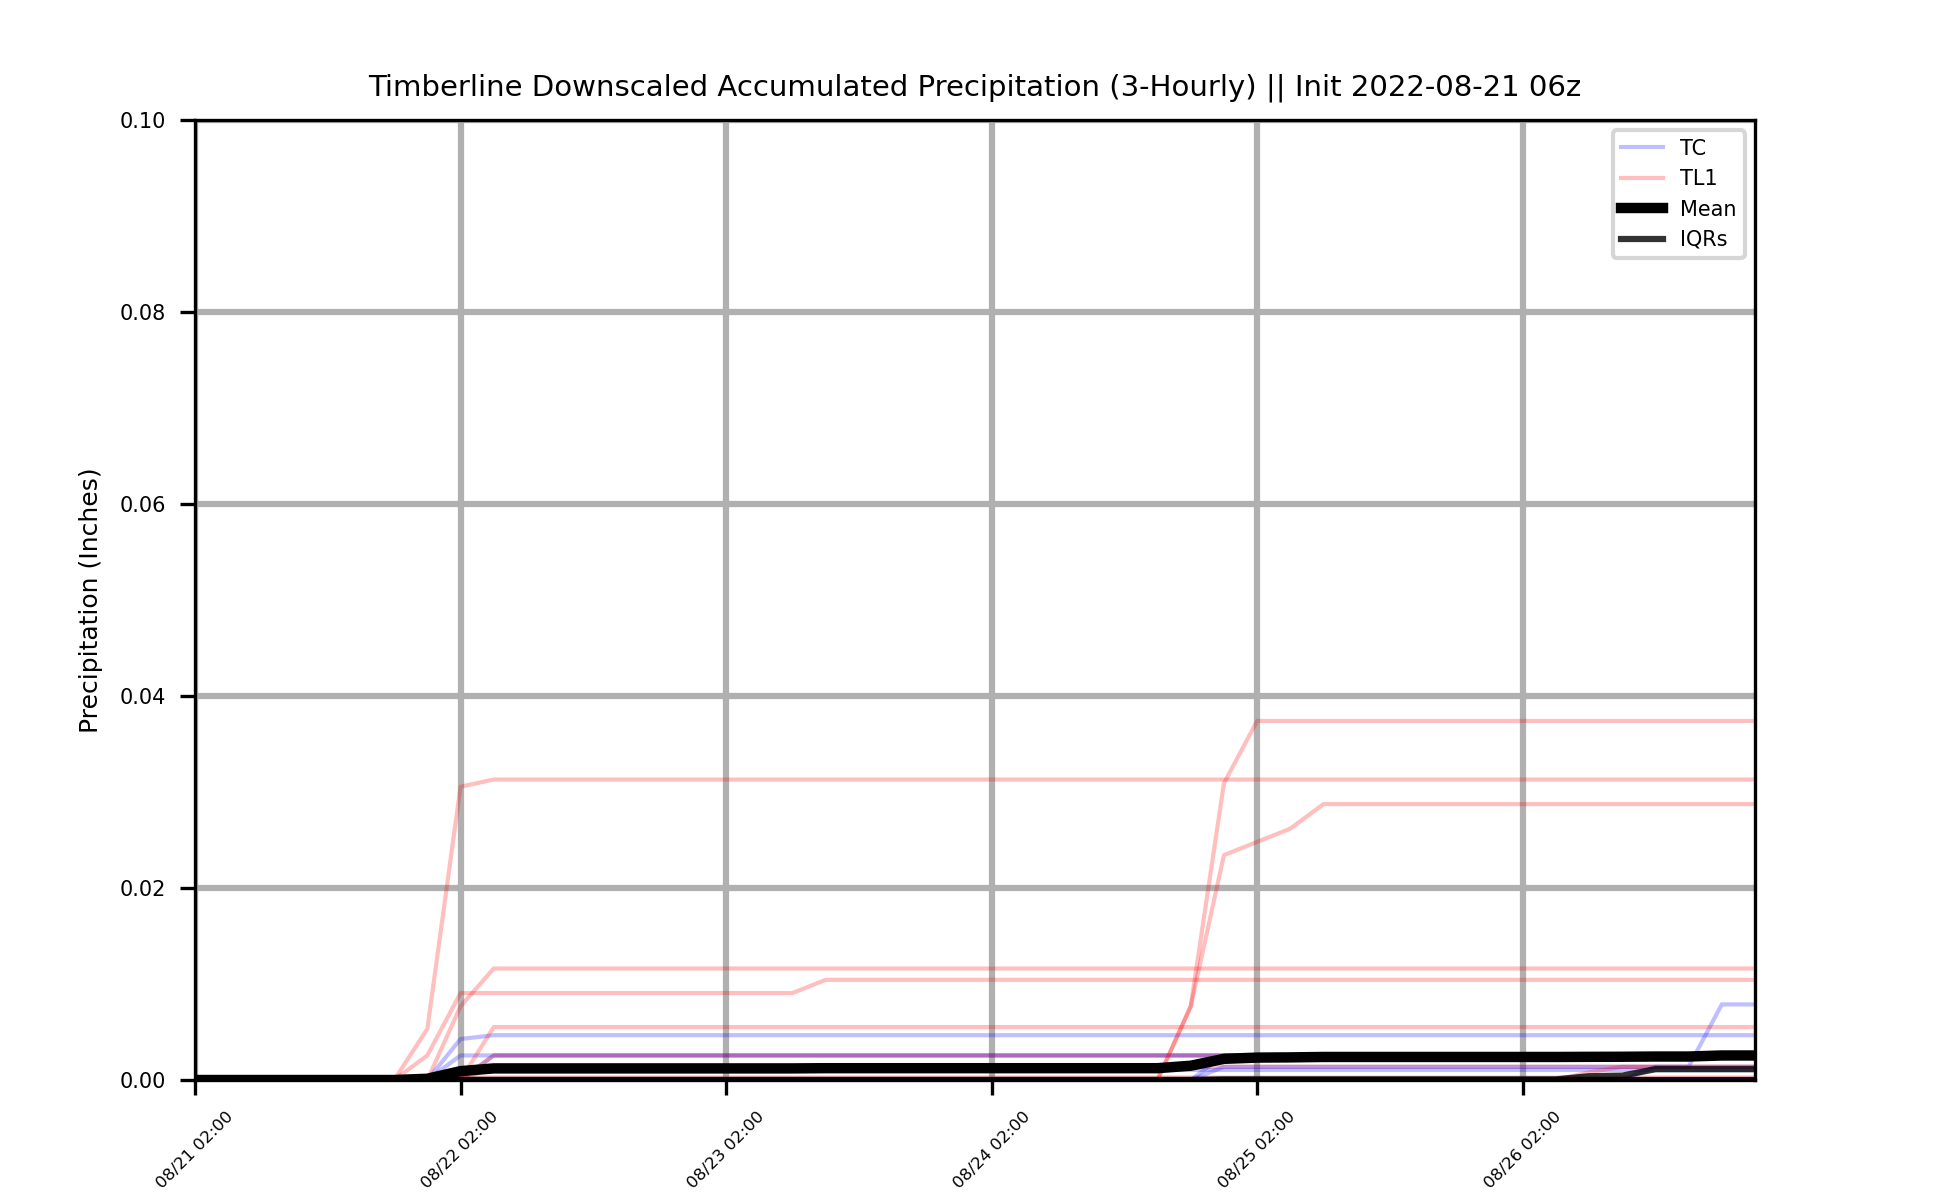 Timberline Downscaled Accumulated Precipitation (3-Hourly) || Init 2022-08-21 06z
TC
TL1
Mean
IQRs
Precipitation (Inches)
0.10
0.08
0.06
0.04
0.02
0.00
08/21 02:00
08/22 02:00
08/23 02:00
08/24 02:00
08/25 02:00
08/26 02:00